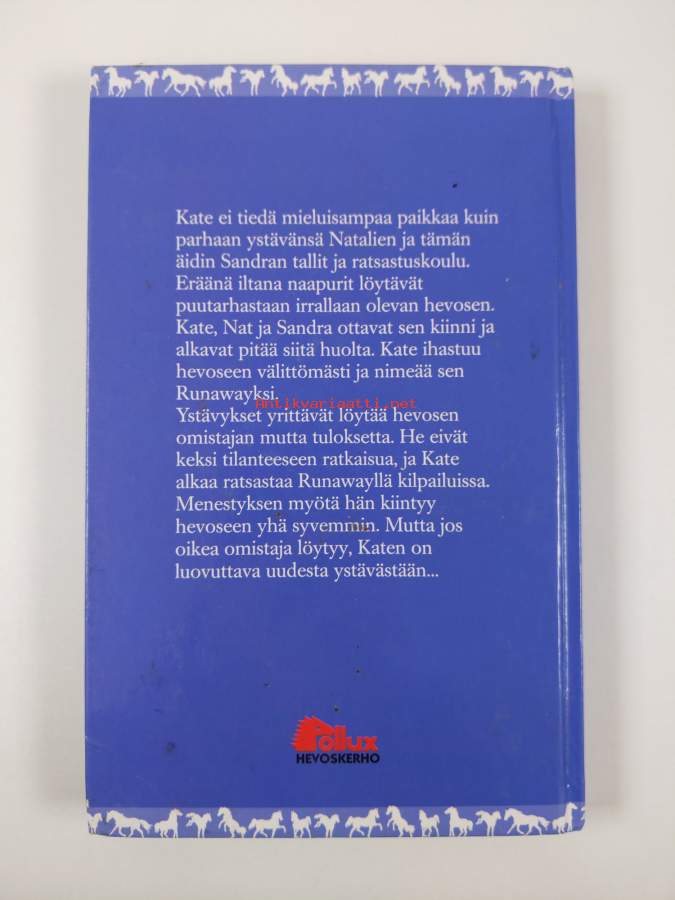 Kate ei tiedä mieluisampaa paikkaa kuin
parhaan ystävänsä Natalien ja tämän
äidin Sandran tallit ja ratsastuskoulu.
Eräänä iltana naapurit löytävät
puutarhastaan irrallaan olevan hevosen.
Kate, Nat ja Sandra ottavat sen kiinni ja
alkavat pitää siitä huolta. Kate ihastuu
hevoseen välittömästi ja nimeää sen
Runawayksi.
Antikvariaatti.net
Ystävykset yrittävät löytää hevosen
omistajan mutta tuloksetta. He eivät
keksi tilanteeseen ratkaisua, ja Kate
alkaa ratsastaa Runawayllä kilpailuissa.
Menestyksen myötä hän kiintyy
hevoseen yhä syvemmin. Mutta jos
oikea omistaja löytyy, Katen on
luovuttava uudesta ystävästään...
Pollux
HEVOSKERHO